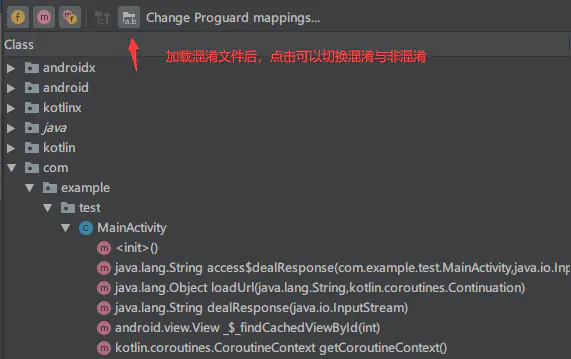 Change Proguard mappings...
Class
加载混淆文件后，点击可以切换混淆与非混淆
androidx
android
kotlinx
java
kotlin
com
example
test
MainActivity
<init>()
java.lang.String access$dealResponse(com.example.test.MainActivity,java.io.Inp
java.lang.Object loadUrl(java.lang.String,kotlin.coroutines.Continuation)
java.lang.String dealResponse(java.io.InputStream)
android.view.View _$_findCachedViewById(int)
kotlin.coroutines.CoroutineContext getCoroutineContext()